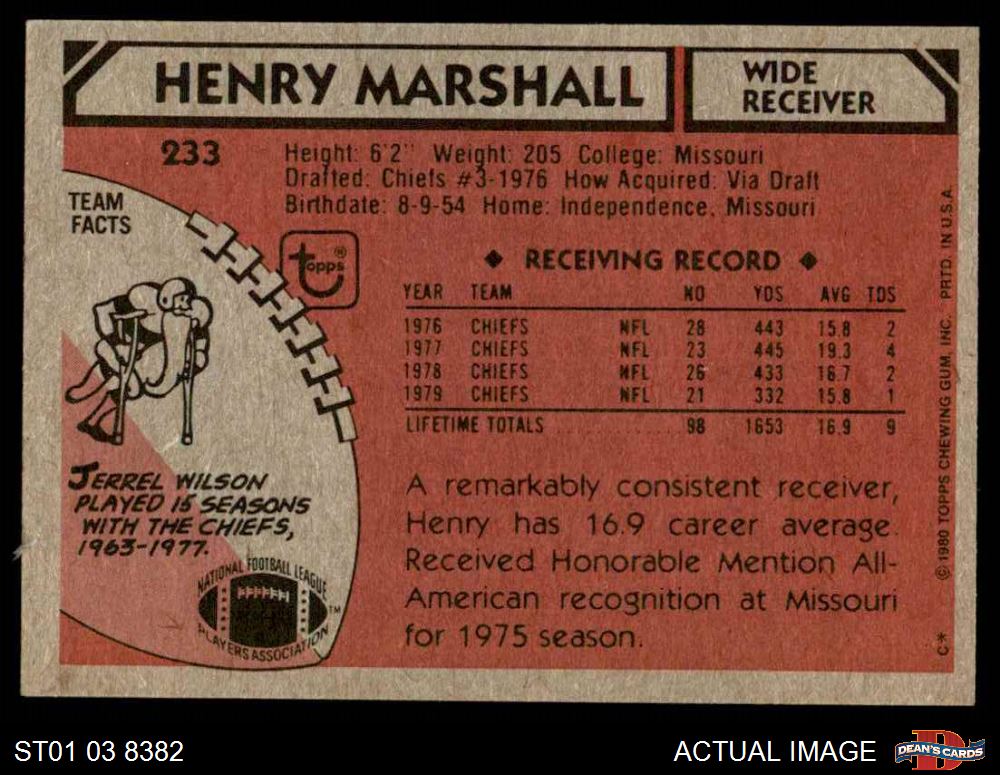 HENRY MARSHALL
WIDE
RECEIVER
233
Height: 6'2" Weight: 205 College: Missouri
Drafted: Chiefs #3-1976 How Acquired: Via Draft
Birthdate: 8-9-54 Home: Independence, Missouri
TEAM
FACTS
topps®
◆ RECEIVING RECORD ◆
YEAR TEAM NO YDS AVG TDS
1976 CHIEFS NFL 28 443 15.8 2
1977 CHIEFS NFL 23 445 19.3 4
1978 CHIEFS NFL 26 433 16.7 2
1979 CHIEFS NFL 21 332 15.8 1
LIFETIME TOTALS 98 1653 16.9 9
JERREL WILSON
PLAYED 15 SEASONS
WITH THE CHIEFS,
1963-1977.
NATIONAL FOOTBALL LEAGUE
PLAYERS ASSOCIATION
TM
A remarkably consistent receiver,
Henry has 16.9 career average.
Received Honorable Mention All-
American recognition at Missouri
for 1975 season.
© 1980 TOPPS CHEWING GUM, INC. PRTD. IN U.S.A.
C*
ST01 03 8382
ACTUAL IMAGE
D
DEAN'S CARDS